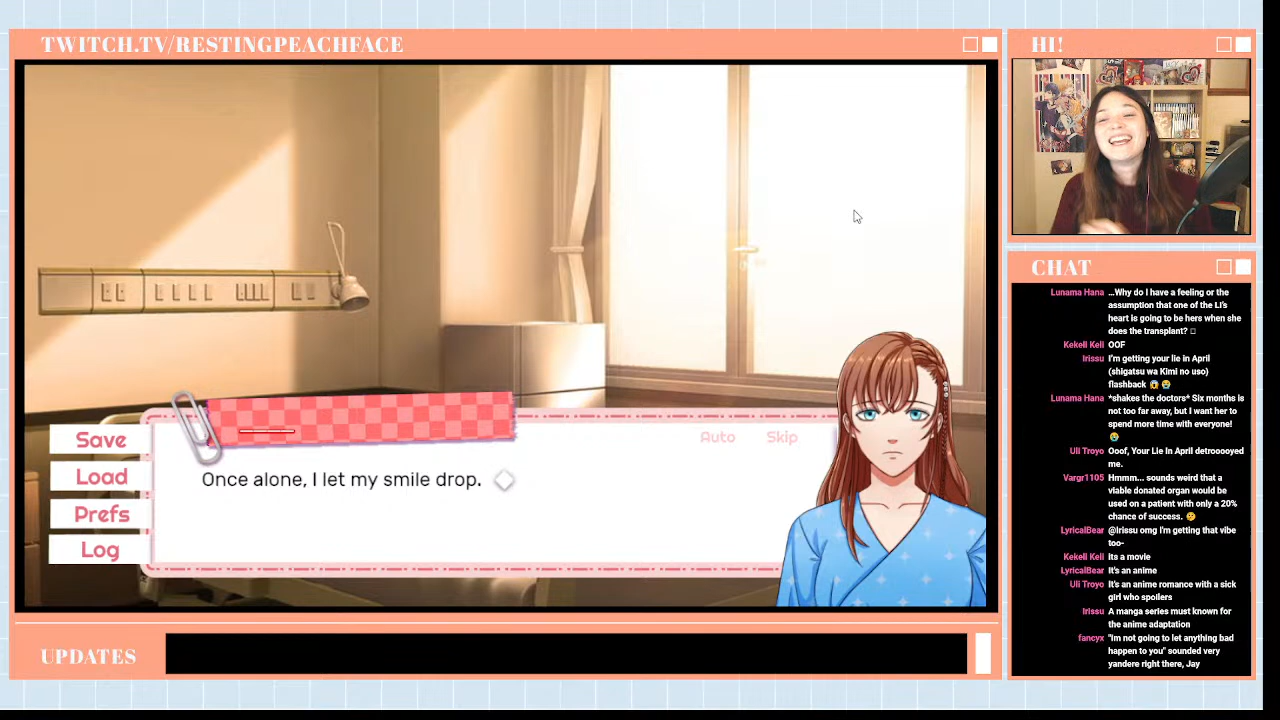 TWITCH.TV/RESTINGPEACHFACE
HI!
CHAT
Lunama Hana ...Why do I have a feeling or the
assumption that one of the LI's
heart is going to be hers when she
does the transplant?
Kekeli Keli OOF
Irissu I'm getting your lie in April
(shigatsu wa Kimi no uso)
flashback 😱 😭
Lunama Hana *shakes the doctors* Six months is
not too far away, but I want her to
spend more time with everyone!
😭
Uli Troyo Ooof, Your Lie in April detrooooyed
me.
Vargr1105 Hmmm... sounds weird that a
viable donated organ would be
used on a patient with only a 20%
chance of success. 🤔
LyricalBear @Irissu omg I'm getting that vibe
too-
Kekeli Keli Its a movie
LyricalBear It's an anime
Uli Troyo It's an anime romance with a sick
girl who spoilers
Irissu A manga series must known for
the anime adaptation
fancyx "im not going to let anything bad
happen to you" sounded very
yandere right there, Jay
Auto Skip
Save
Load
Prefs
Log
Once alone, I let my smile drop.
UPDATES